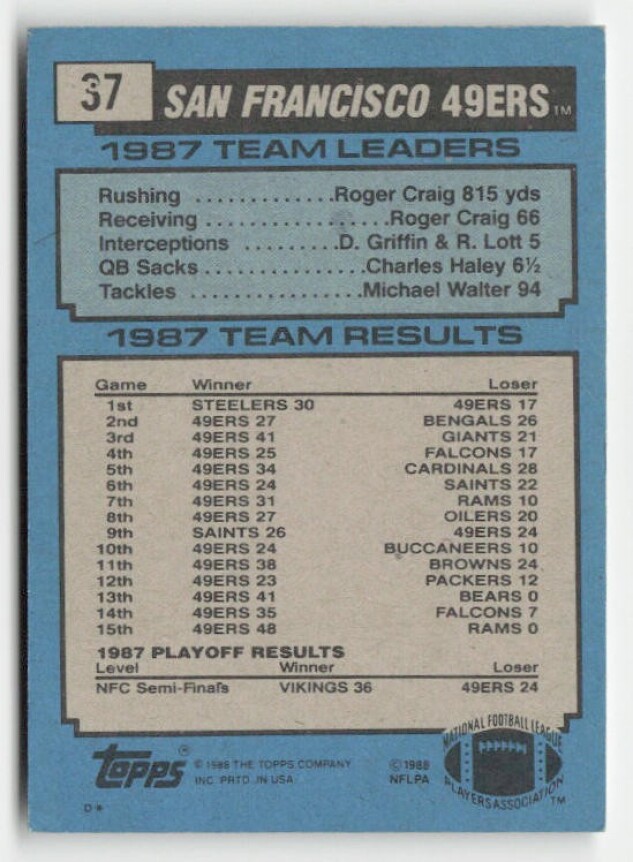 37
SAN FRANCISCO 49ERS TM
1987 TEAM LEADERS
Rushing .............Roger Craig 815 yds
Receiving ..................Roger Craig 66
Interceptions .........D. Griffin & R. Lott 5
QB Sacks...............Charles Haley 6½
Tackles ................Michael Walter 94
1987 TEAM RESULTS
Game Winner Loser
1st STEELERS 30 49ERS 17
2nd 49ERS 27 BENGALS 26
3rd 49ERS 41 GIANTS 21
4th 49ERS 25 FALCONS 17
5th 49ERS 34 CARDINALS 28
6th 49ERS 24 SAINTS 22
7th 49ERS 31 RAMS 10
8th 49ERS 27 OILERS 20
9th SAINTS 26 49ERS 24
10th 49ERS 24 BUCCANEERS 10
11th 49ERS 38 BROWNS 24
12th 49ERS 23 PACKERS 12
13th 49ERS 41 BEARS 0
14th 49ERS 35 FALCONS 7
15th 49ERS 48 RAMS 0
1987 PLAYOFF RESULTS
Level Winner Loser
NFC Semi-Finals VIKINGS 36 49ERS 24
topps ®
© 1988 THE TOPPS COMPANY
INC. PRTD. IN USA
© 1988
NFLPA
NATIONAL FOOTBALL LEAGUE
PLAYERS ASSOCIATION TM
D*